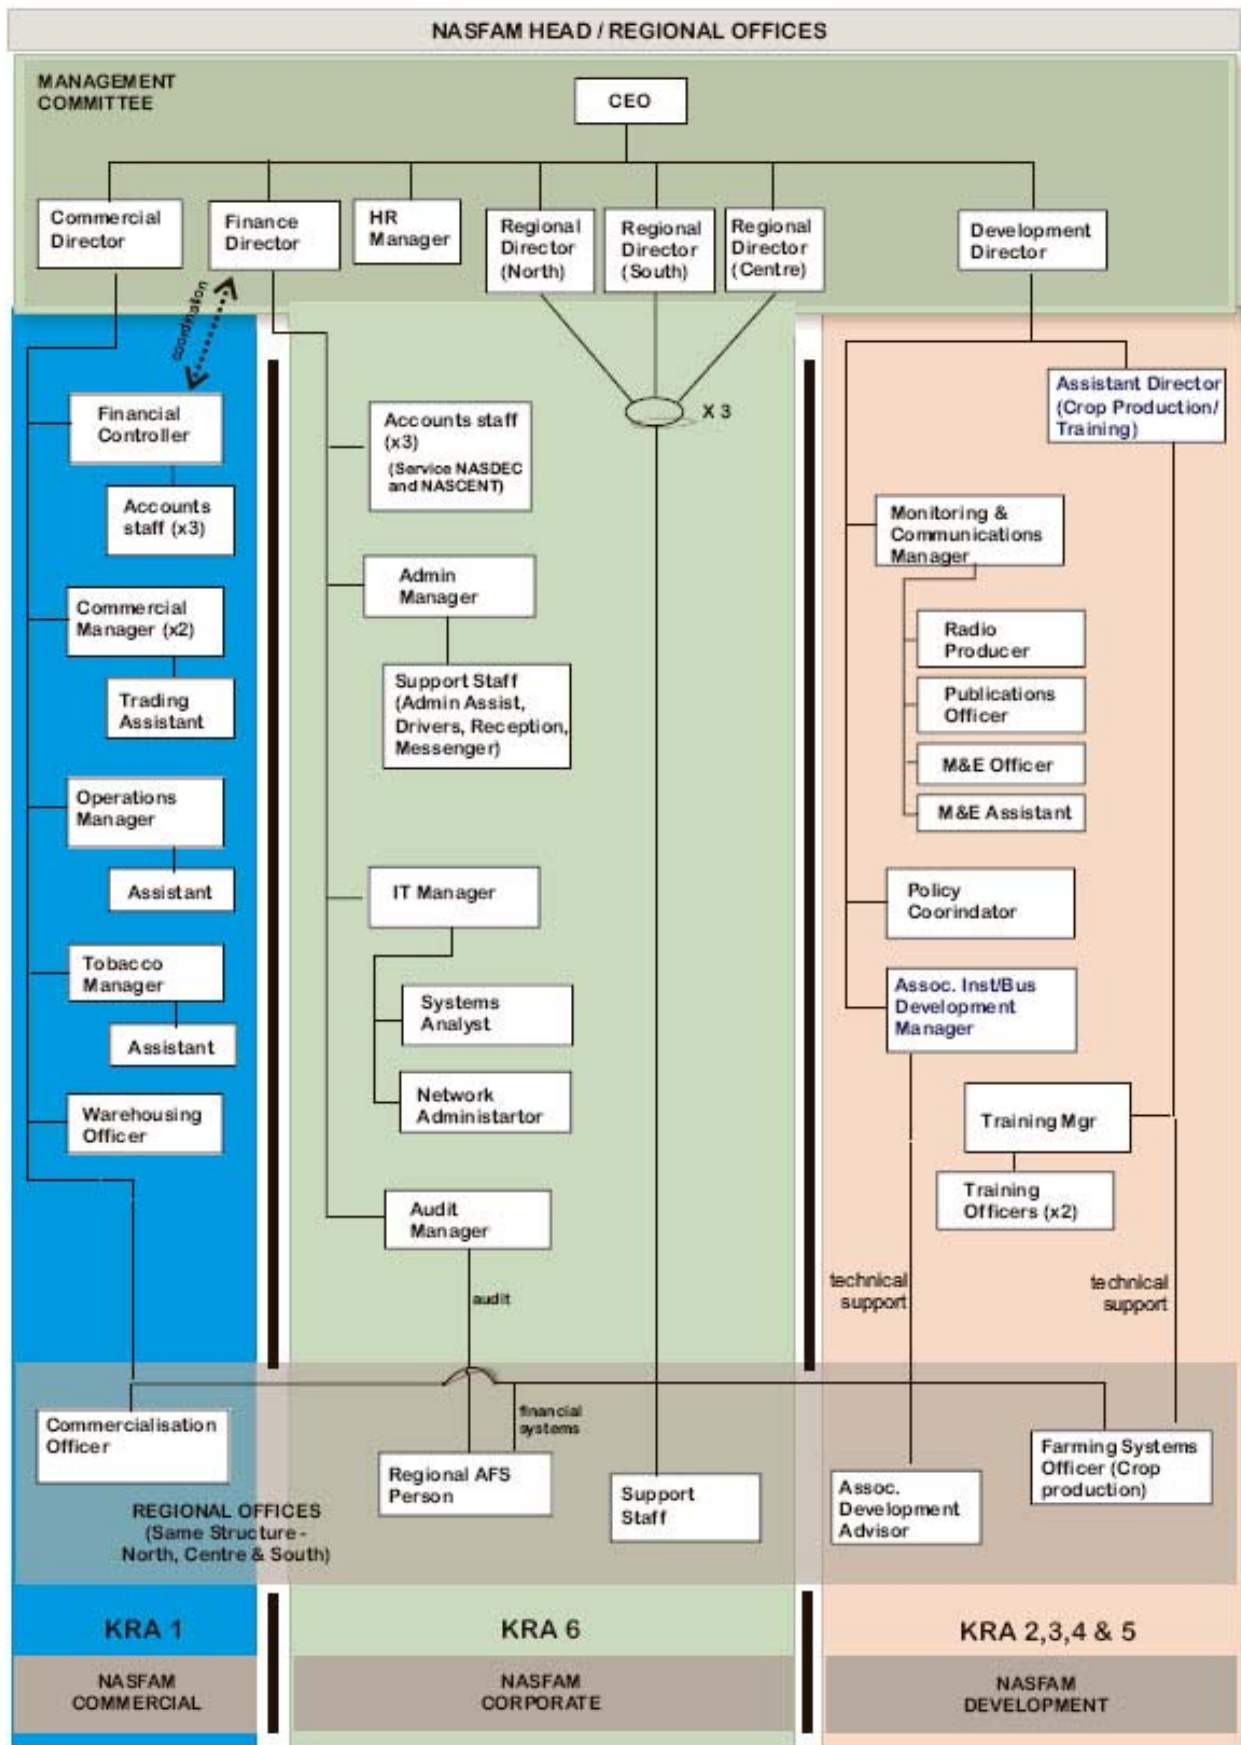 NASFAM HEAD / REGIONAL OFFICES
MANAGEMENT
COMMITTEE
CEO
Commercial
Director
Finance
Director
HR
Manager
Regional
Director
(North)
Regional
Director
(South)
Regional
Director
(Centre)
Development
Director
coordination
Financial
Controller
Accounts
staff (x3)
Commercial
Manager (x2)
Trading
Assistant
Operations
Manager
Assistant
Tobacco
Manager
Assistant
Warehousing
Officer
Accounts staff
(x3)
(Service NASDEC
and NASCENT)
Admin
Manager
Support Staff
(Admin Assist,
Drivers, Reception,
Messenger)
IT Manager
Systems
Analyst
Network
Administartor
Audit
Manager
audit
X 3
Assistant Director
(Crop Production/
Training)
Monitoring &
Communications
Manager
Radio
Producer
Publications
Officer
M&E Officer
M&E Assistant
Policy
Coorindator
Assoc. Inst/Bus
Development
Manager
Training Mgr
Training
Officers (x2)
technical
support
technical
support
Commercialisation
Officer
financial
systems
Regional AFS
Person
Support
Staff
Assoc.
Development
Advisor
Farming Systems
Officer (Crop
production)
REGIONAL OFFICES
(Same Structure -
North, Centre & South)
KRA 1
KRA 6
KRA 2,3,4 & 5
NASFAM
COMMERCIAL
NASFAM
CORPORATE
NASFAM
DEVELOPMENT